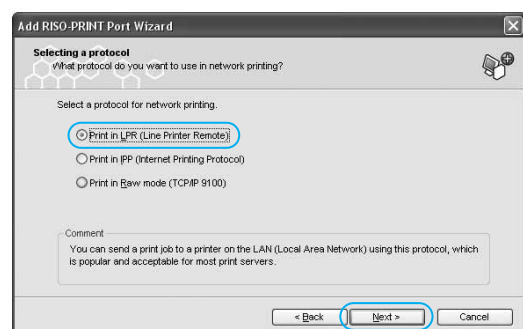 Add RISO-PRINT Port Wizard
Selecting a protocol
What protocol do you want to use in network printing?
Select a protocol for network printing.
Print in LPR (Line Printer Remote)
Print in IPP (Internet Printing Protocol)
Print in Raw mode (TCP/IP 9100)
Comment
You can send a print job to a printer on the LAN (Local Area Network) using this protocol, which
is popular and acceptable for most print servers.
< Back Next > Cancel